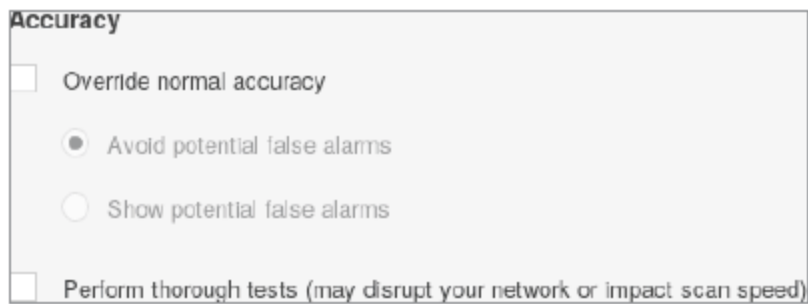 Accuracy
Override normal accuracy
Avoid potential false alarms
Show potential false alarms
Perform thorough tests (may disrupt your network or impact scan speed)